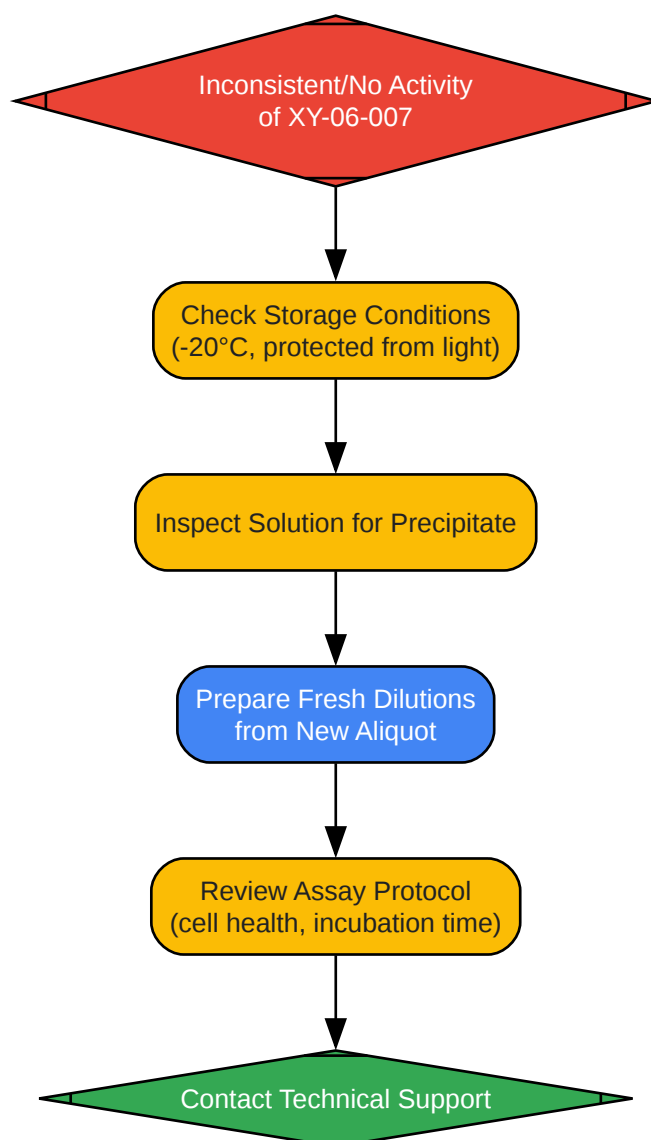 Inconsistent/No Activity
of XY-06-007
Check Storage Conditions
(-20°C, protected from light)
Inspect Solution for Precipitate
Prepare Fresh Dilutions
from New Aliquot
Review Assay Protocol
(cell health, incubation time)
Contact Technical Support